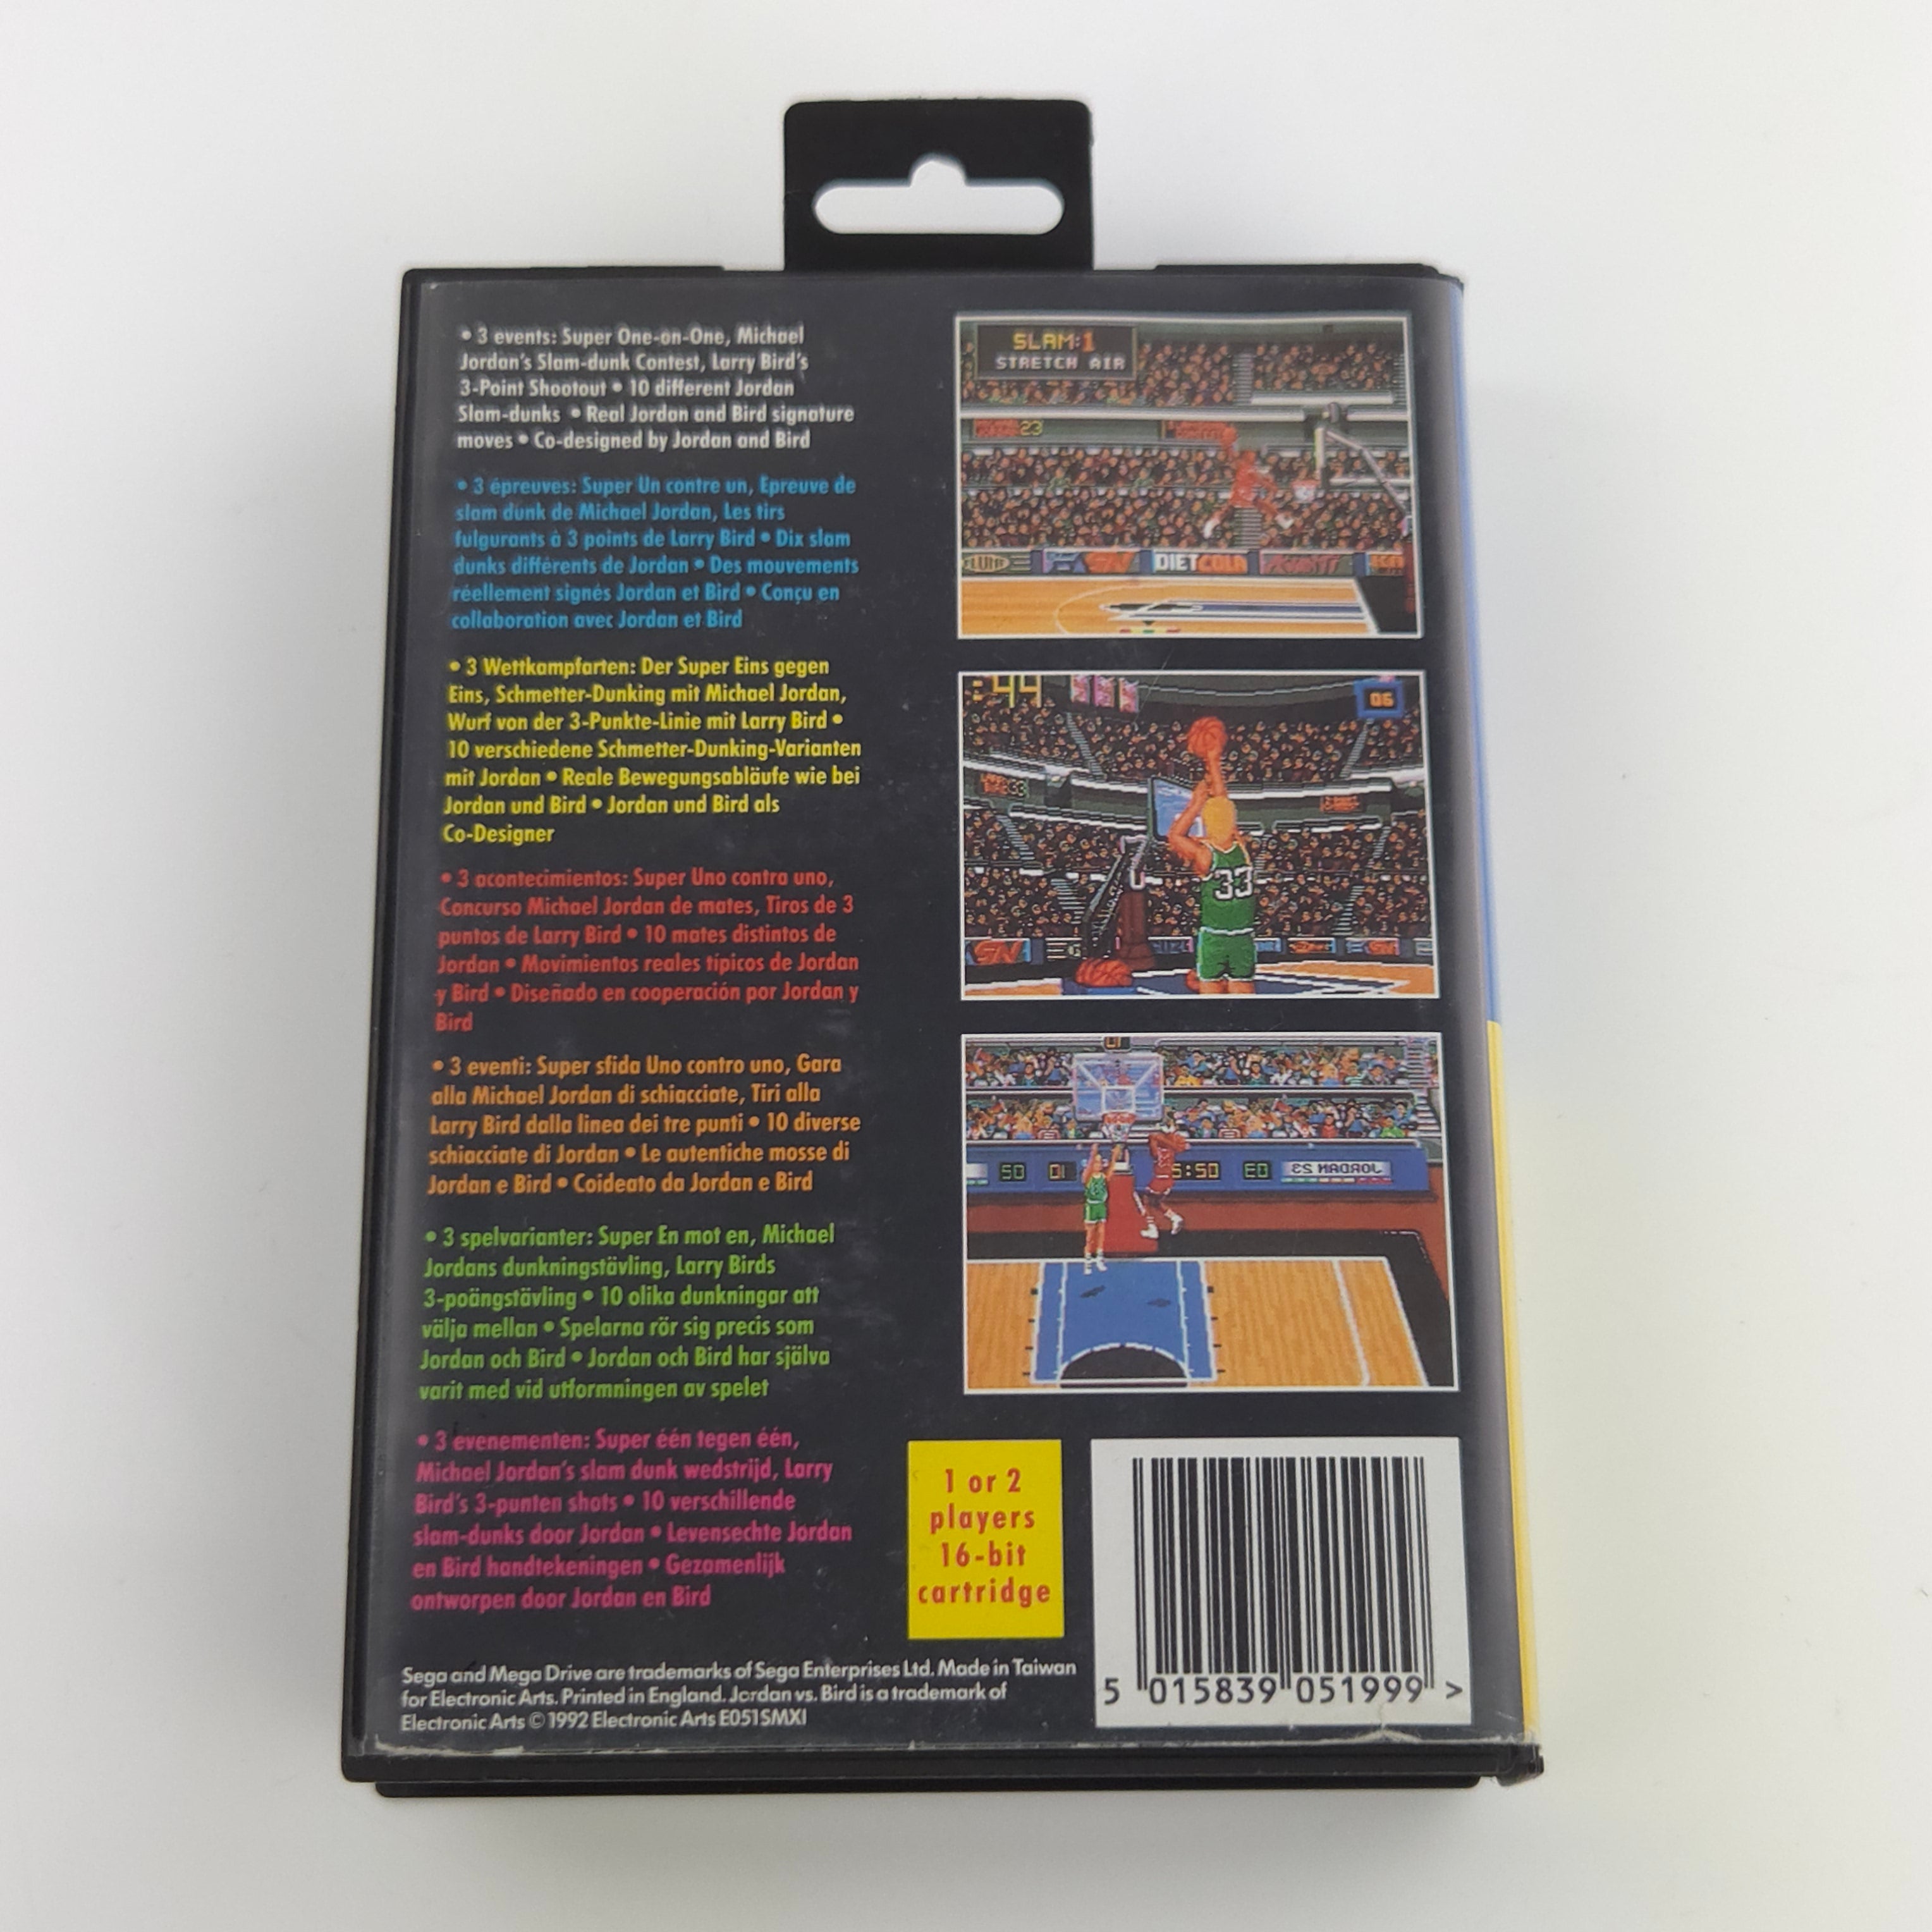 • 3 events: Super One-on-One, Michael
Jordan's Slam-dunk Contest, Larry Bird's
3-Point Shootout • 10 different Jordan
Slam-dunks • Real Jordan and Bird signature
moves • Co-designed by Jordan and Bird
• 3 épreuves: Super Un contre un, Epreuve de
slam dunk de Michael Jordan, Les tirs
fulgurants à 3 points de Larry Bird • Dix slam
dunks différents de Jordan • Des mouvements
réellement signés Jordan et Bird • Conçu en
collaboration avec Jordan et Bird
• 3 Wettkampfarten: Der Super Eins gegen
Eins, Schmetter-Dunking mit Michael Jordan,
Wurf von der 3-Punkte-Linie mit Larry Bird •
10 verschiedene Schmetter-Dunking-Varianten
mit Jordan • Reale Bewegungsabläufe wie bei
Jordan und Bird • Jordan und Bird als
Co-Designer
• 3 acontecimientos: Super Uno contra uno,
Concurso Michael Jordan de mates, Tiros de 3
puntos de Larry Bird • 10 mates distintos de
Jordan • Movimientos reales típicos de Jordan
y Bird • Diseñado en cooperación por Jordan y
Bird
• 3 eventi: Super sfida Uno contro uno, Gara
alla Michael Jordan di schiacciate, Tiri alla
Larry Bird dalla linea dei tre punti • 10 diverse
schiacciate di Jordan • Le autentiche mosse di
Jordan e Bird • Coideato da Jordan e Bird
• 3 spelvarianter: Super En mot en, Michael
Jordans dunkningstävling, Larry Birds
3-poängstävling • 10 olika dunkningar att
välja mellan • Spelarna rör sig precis som
Jordan och Bird • Jordan och Bird har själva
varit med vid utformningen av spelet
• 3 evenementen: Super één tegen één,
Michael Jordan's slam dunk wedstrijd, Larry
Bird's 3-punten shots • 10 verschillende
slam-dunks door Jordan • Levensechte Jordan
en Bird handtekeningen • Gezamenlijk
ontworpen door Jordan en Bird
SLAM:1
STRETCH AIR
23
DIET COLA
:44
06
33
33
50 01 5:50 03 JORDAN 23
1 or 2
players
16-bit
cartridge
5 015839 051999 >
Sega and Mega Drive are trademarks of Sega Enterprises Ltd. Made in Taiwan
for Electronic Arts. Printed in England. Jordan vs. Bird is a trademark of
Electronic Arts © 1992 Electronic Arts E051SMXI